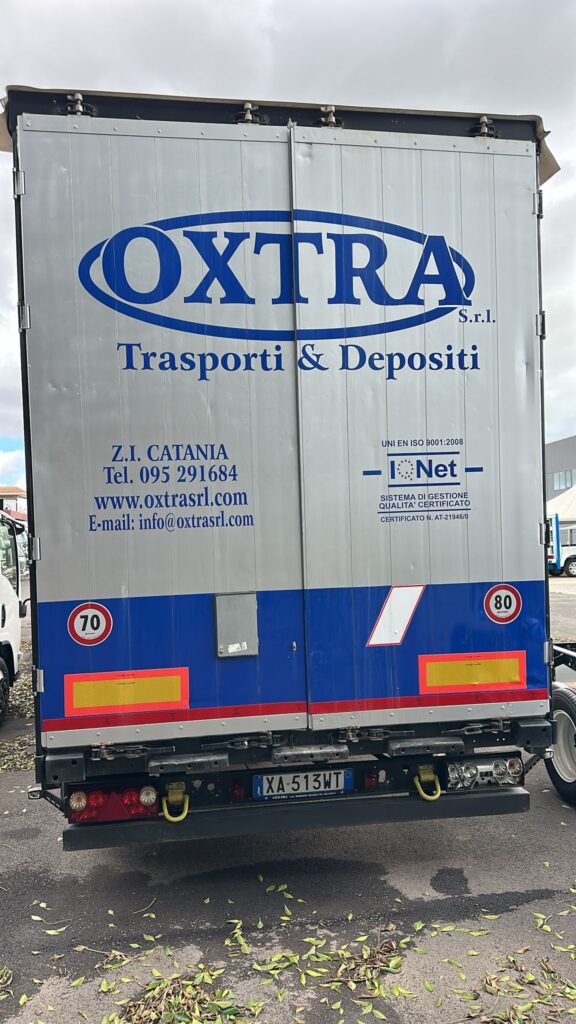 OXTRA
S.r.l.
Trasporti & Depositi
Z.I. CATANIA
Tel. 095 291684
www.oxtrasrl.com
E-mail: info@oxtrasrl.com
UNI EN ISO 9001:2008
IQNet
SISTEMA DI GESTIONE
QUALITA' CERTIFICATO
CERTIFICATO N. AT-21946/0
70
80
XA·513WT